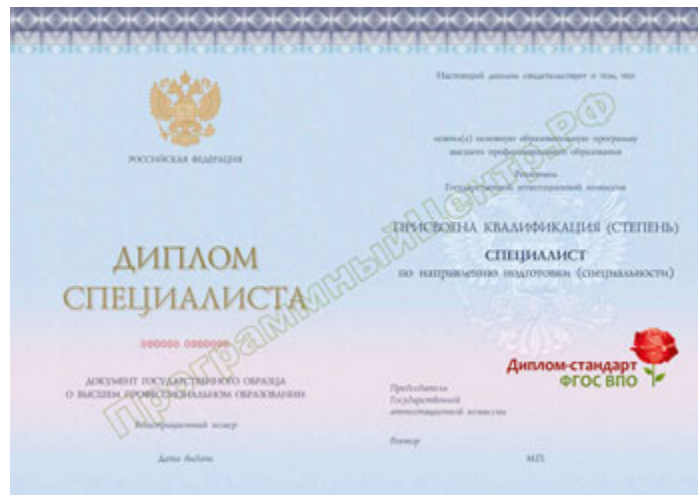 РОССИЙСКАЯ ФЕДЕРАЦИЯ
ДИПЛОМ
СПЕЦИАЛИСТА
000000 0000000
ДОКУМЕНТ ГОСУДАРСТВЕННОГО ОБРАЗЦА
О ВЫСШЕМ ПРОФЕССИОНАЛЬНОМ ОБРАЗОВАНИИ
Регистрационный номер
Дата выдачи
Настоящий диплом свидетельствует о том, что
освоил(а) основную образовательную программу
высшего профессионального образования
Решением
Государственной аттестационной комиссии
ПРИСВОЕНА КВАЛИФИКАЦИЯ (СТЕПЕНЬ)
СПЕЦИАЛИСТ
по направлению подготовки (специальности)
Диплом-стандарт
ФГОС ВПО
Председатель
Государственной
аттестационной комиссии
Ректор
М.П.
ПрограммныйЦентр.РФ